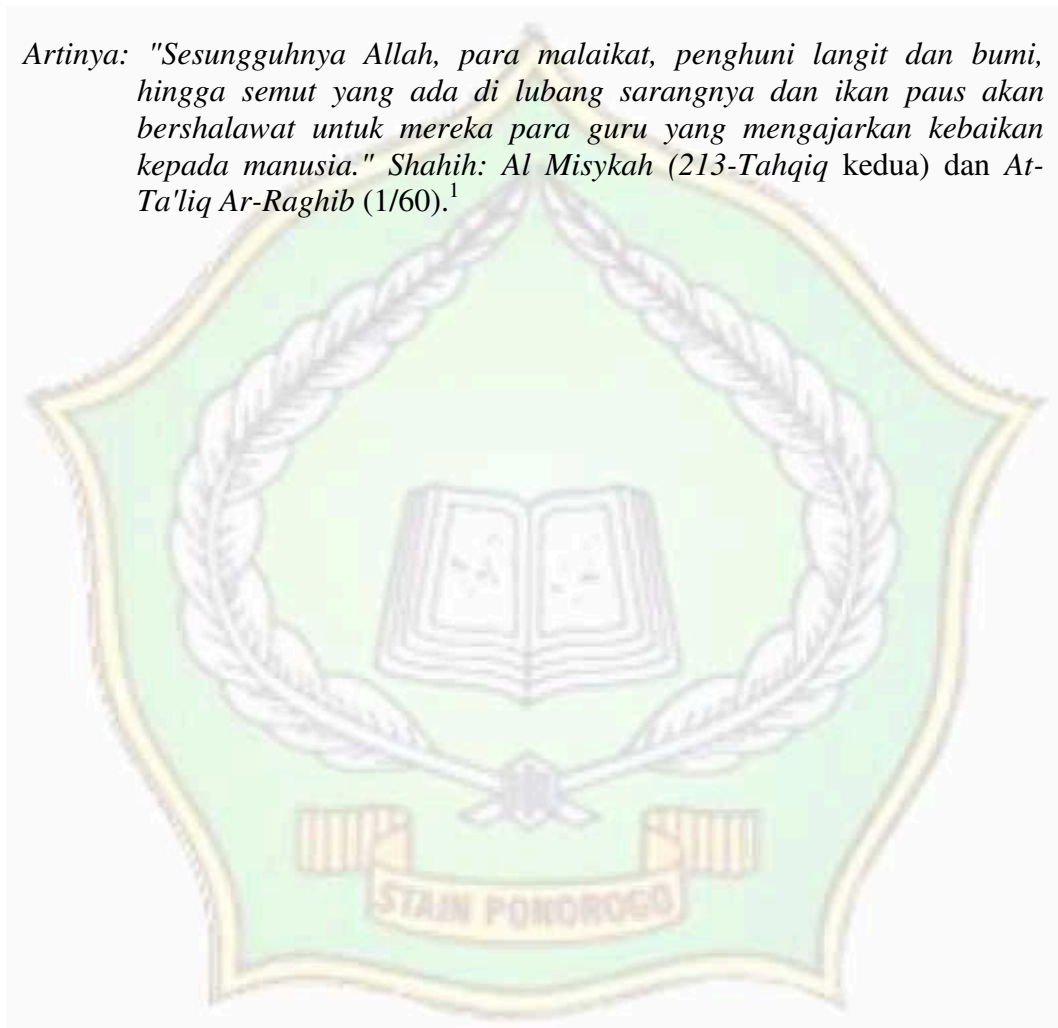 Artinya: "Sesungguhnya Allah, para malaikat, penghuni langit dan bumi,
hingga semut yang ada di lubang sarangnya dan ikan paus akan
bershalawat untuk mereka para guru yang mengajarkan kebaikan
kepada manusia." Shahih: Al Misykah (213-Tahqiq kedua) dan At-
Ta'liq Ar-Raghib (1/60).1
STAIN PONOROGO